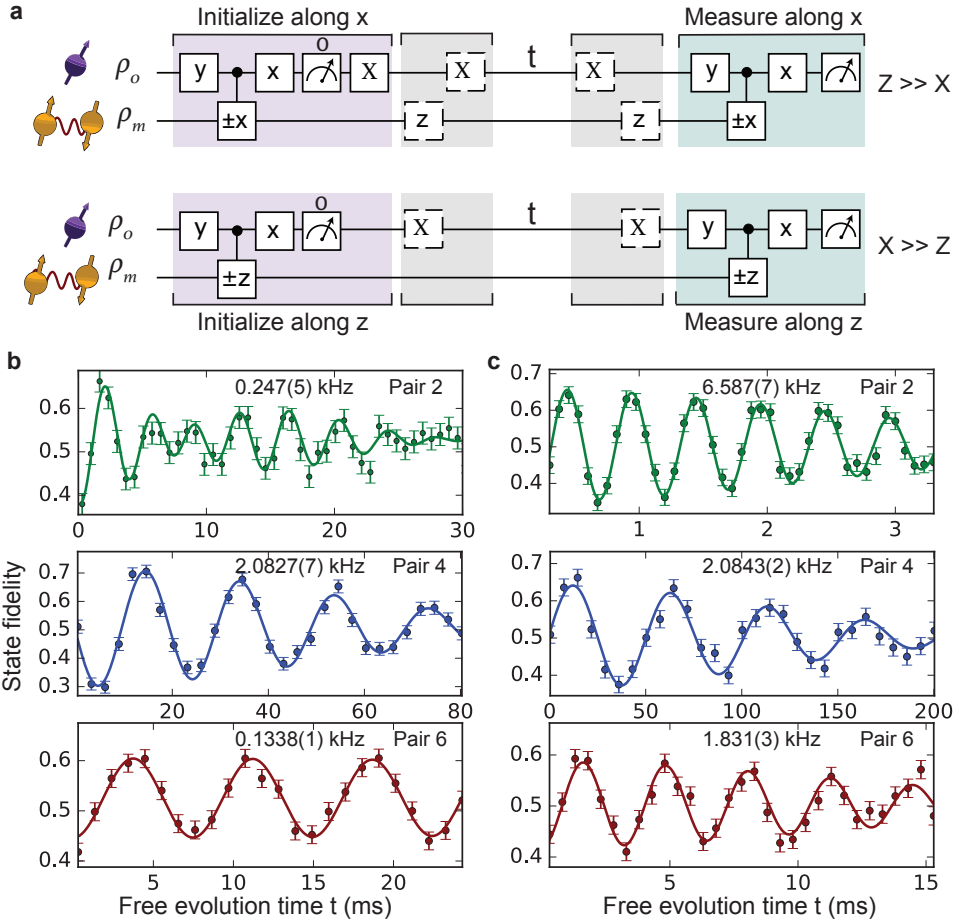 a
Initialize along x
Measure along x
ρo y x O X X t X y x Z >> X
ρm ±x z z ±x
ρo y x O X t X y x X >> Z
ρm ±z ±z
Initialize along z
Measure along z
b
0.247(5) kHz Pair 2
0.6
0.5
0.4
0 10 20 30
2.0827(7) kHz Pair 4
0.7
0.6
0.5
0.4
0.3
20 40 60 80
0.1338(1) kHz Pair 6
0.6
0.5
0.4
5 10 15 20
State fidelity
Free evolution time t (ms)
c
6.587(7) kHz Pair 2
0.7
0.6
0.5
0.4
1 2 3
2.0843(2) kHz Pair 4
0.7
0.6
0.5
0.4
0 50 100 150 200
1.831(3) kHz Pair 6
0.6
0.5
0.4
5 10 15
Free evolution time t (ms)